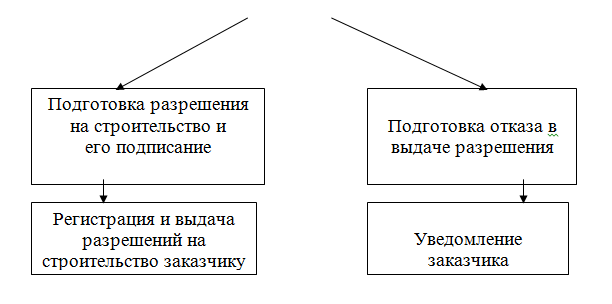 Подготовка разрешения
на строительство и
его подписание
Подготовка отказа в
выдаче разрешения
Регистрация и выдача
разрешений на
строительство заказчику
Уведомление
заказчика